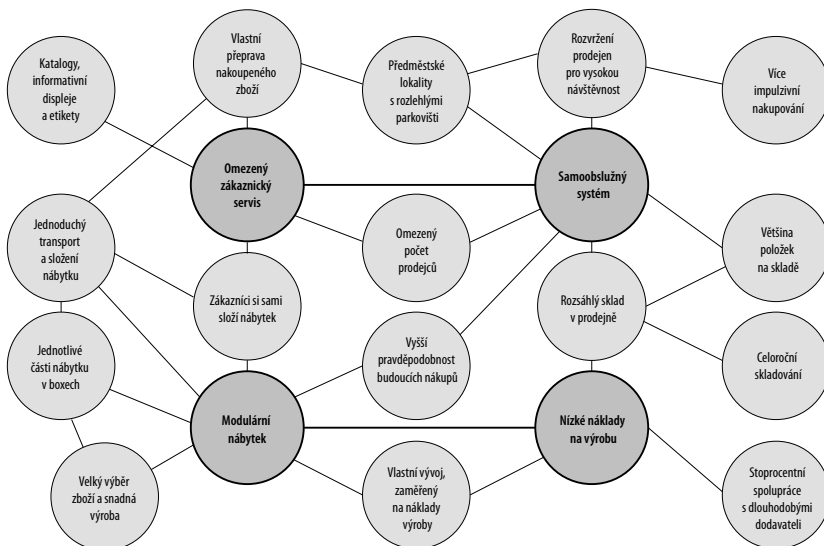 Katalogy,
informativní
displeje
a etikety
Vlastní
přeprava
nakoupeného
zboží
Předměstské
lokality
s rozlehlými
parkovišti
Rozvržení
prodejen
pro vysokou
návštěvnost
Více
impulzivní
nakupování
Omezený
zákaznický
servis
Samoobslužný
systém
Jednoduchý
transport
a složení
nábytku
Omezený
počet
prodejců
Většina
položek
na skladě
Zákazníci si sami
složí nábytek
Rozsáhlý sklad
v prodejně
Jednotlivé
části nábytku
v boxech
Vyšší
pravděpodobnost
budoucích nákupů
Celoroční
skladování
Modulární
nábytek
Nízké náklady
na výrobu
Velký výběr
zboží a snadná
výroba
Vlastní vývoj,
zaměřený
na náklady
výroby
Stoprocentní
spolupráce
s dlouhodobými
dodavateli